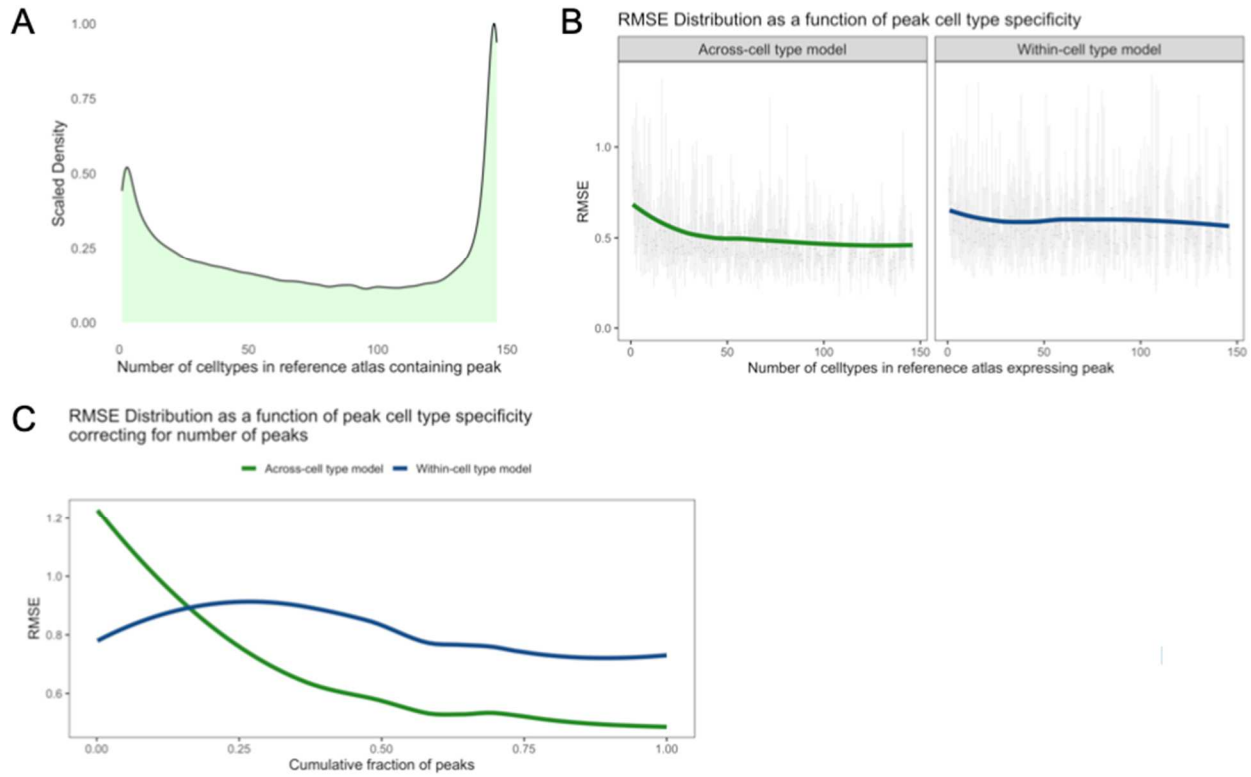 A
1.00
0.75
0.50
0.25
0.00
Scaled Density
0
50
100
150
Number of celltypes in reference atlas containing peak
B
RMSE Distribution as a function of peak cell type specificity
Across-cell type model
Within-cell type model
1.0
0.5
0.0
RMSE
0
50
100
150
0
50
100
150
Number of celltypes in referenece atlas expressing peak
C
RMSE Distribution as a function of peak cell type specificity
correcting for number of peaks
Across-cell type model
Within-cell type model
1.2
1.0
0.8
0.6
RMSE
0.00
0.25
0.50
0.75
1.00
Cumulative fraction of peaks